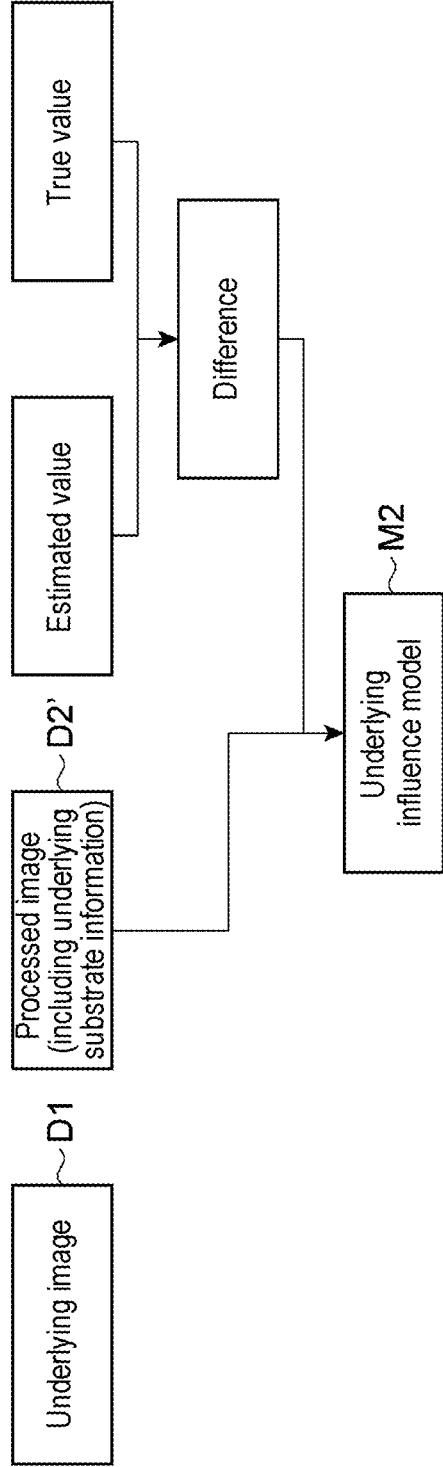 Underlying image
D1
Processed image
(including underlying
substrate information)
D2'
Estimated value
True value
Difference
Underlying
influence model
M2